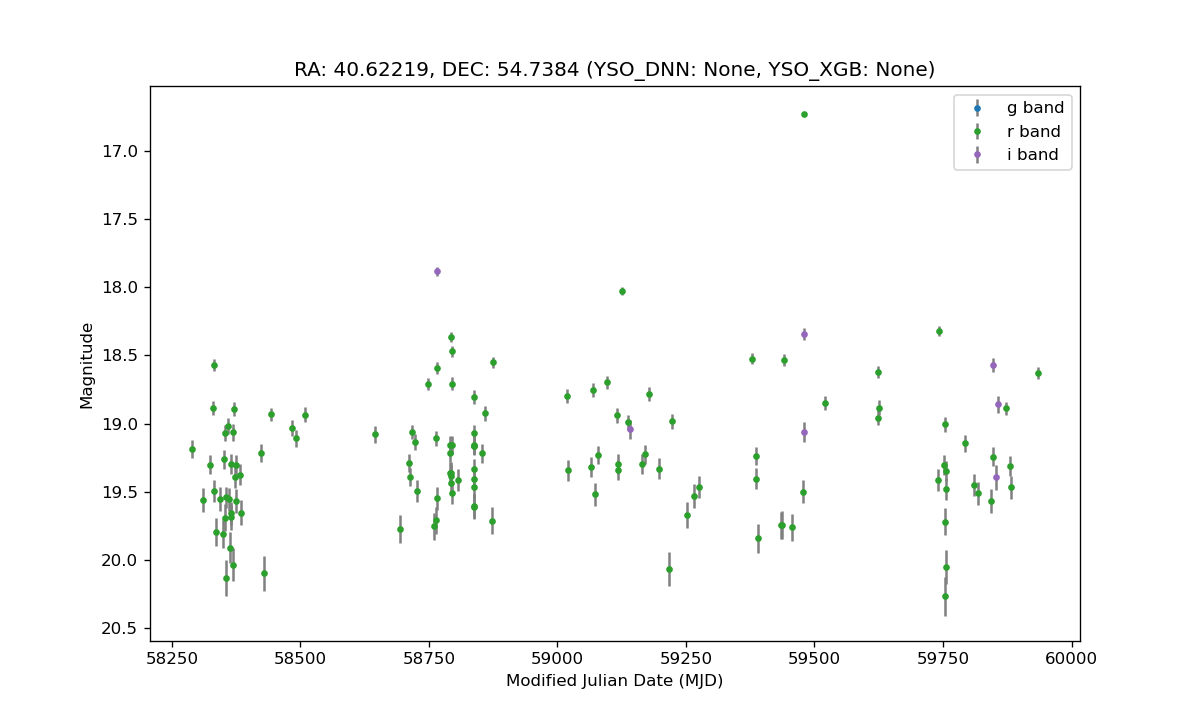 RA: 40.62219, DEC: 54.7384 (YSO_DNN: None, YSO_XGB: None)
g band
r band
i band
17.0
17.5
18.0
18.5
19.0
19.5
20.0
20.5
Magnitude
58250 58500 58750 59000 59250 59500 59750 60000
Modified Julian Date (MJD)